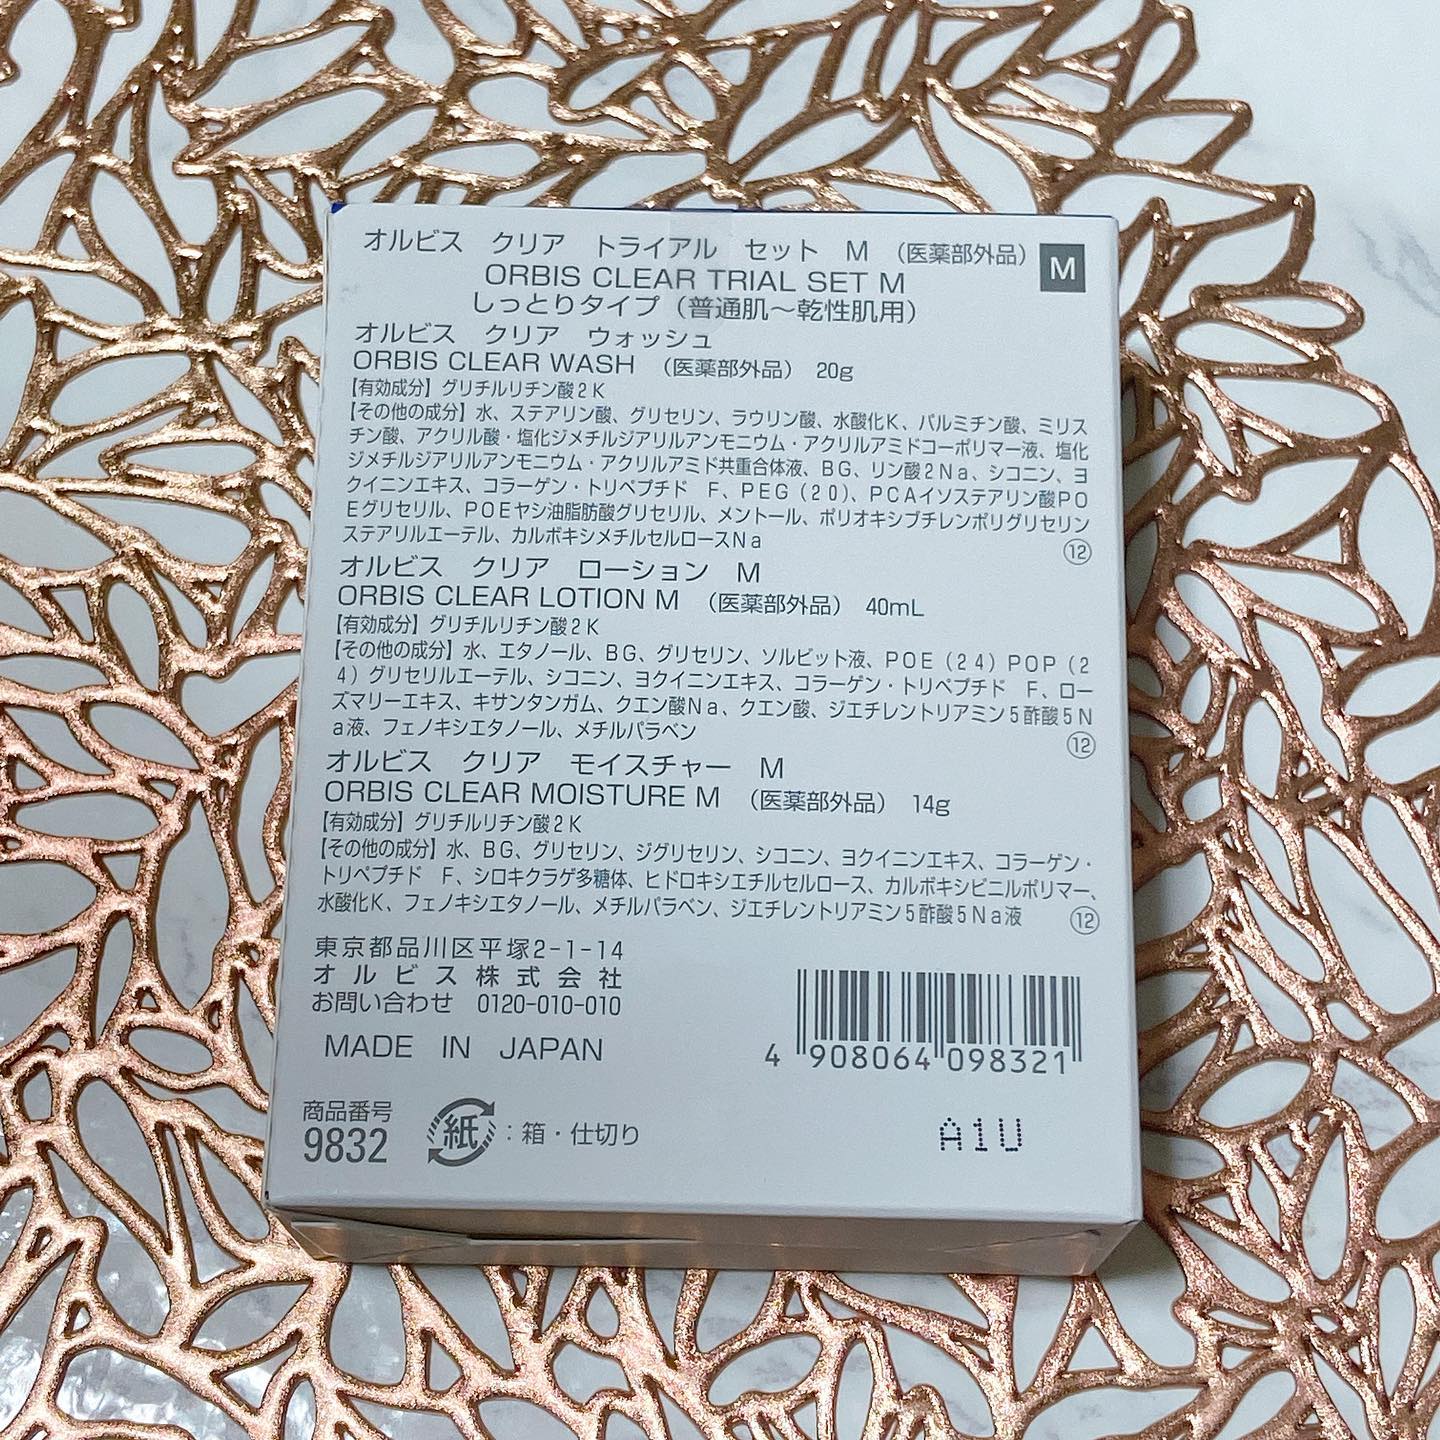 オルビス　クリア　トライアル　セット　M　（医薬部外品）　M
ORBIS CLEAR TRIAL SET M
しっとりタイプ（普通肌～乾性肌用）
オルビス　クリア　ウォッシュ
ORBIS CLEAR WASH　（医薬部外品）　20g
【有効成分】グリチルリチン酸２Ｋ
【その他の成分】水、ステアリン酸、グリセリン、ラウリン酸、水酸化Ｋ、パルミチン酸、ミリス
チン酸、アクリル酸・塩化ジメチルジアリルアンモニウム・アクリルアミドコーポリマー液、塩化
ジメチルジアリルアンモニウム・アクリルアミド共重合体液、ＢＧ、リン酸２Ｎａ、シコニン、ヨ
クイニンエキス、コラーゲン・トリペプチド　Ｆ、ＰＥＧ（２０）、ＰＣＡイソステアリン酸ＰＯ
Ｅグリセリル、ＰＯＥヤシ油脂肪酸グリセリル、メントール、ポリオキシブチレンポリグリセリン
ステアリルエーテル、カルボキシメチルセルロースＮａ　⑫
オルビス　クリア　ローション　M
ORBIS CLEAR LOTION M　（医薬部外品）　40mL
【有効成分】グリチルリチン酸２Ｋ
【その他の成分】水、エタノール、ＢＧ、グリセリン、ソルビット液、ＰＯＥ（２４）ＰＯＰ（２
４）グリセリルエーテル、シコニン、ヨクイニンエキス、コラーゲン・トリペプチド　Ｆ、ロー
ズマリーエキス、キサンタンガム、クエン酸Ｎａ、クエン酸、ジエチレントリアミン５酢酸５Ｎ
ａ液、フェノキシエタノール、メチルパラベン　⑫
オルビス　クリア　モイスチャー　M
ORBIS CLEAR MOISTURE M　（医薬部外品）　14g
【有効成分】グリチルリチン酸２Ｋ
【その他の成分】水、ＢＧ、グリセリン、ジグリセリン、シコニン、ヨクイニンエキス、コラーゲン・
トリペプチド　Ｆ、シロキクラゲ多糖体、ヒドロキシエチルセルロース、カルボキシビニルポリマー、
水酸化Ｋ、フェノキシエタノール、メチルパラベン、ジエチレントリアミン５酢酸５Ｎａ液　⑫
東京都品川区平塚2-1-14
オルビス株式会社
お問い合わせ　0120-010-010
MADE IN JAPAN
4 908064 098321
商品番号
9832
紙：箱・仕切り
A1U